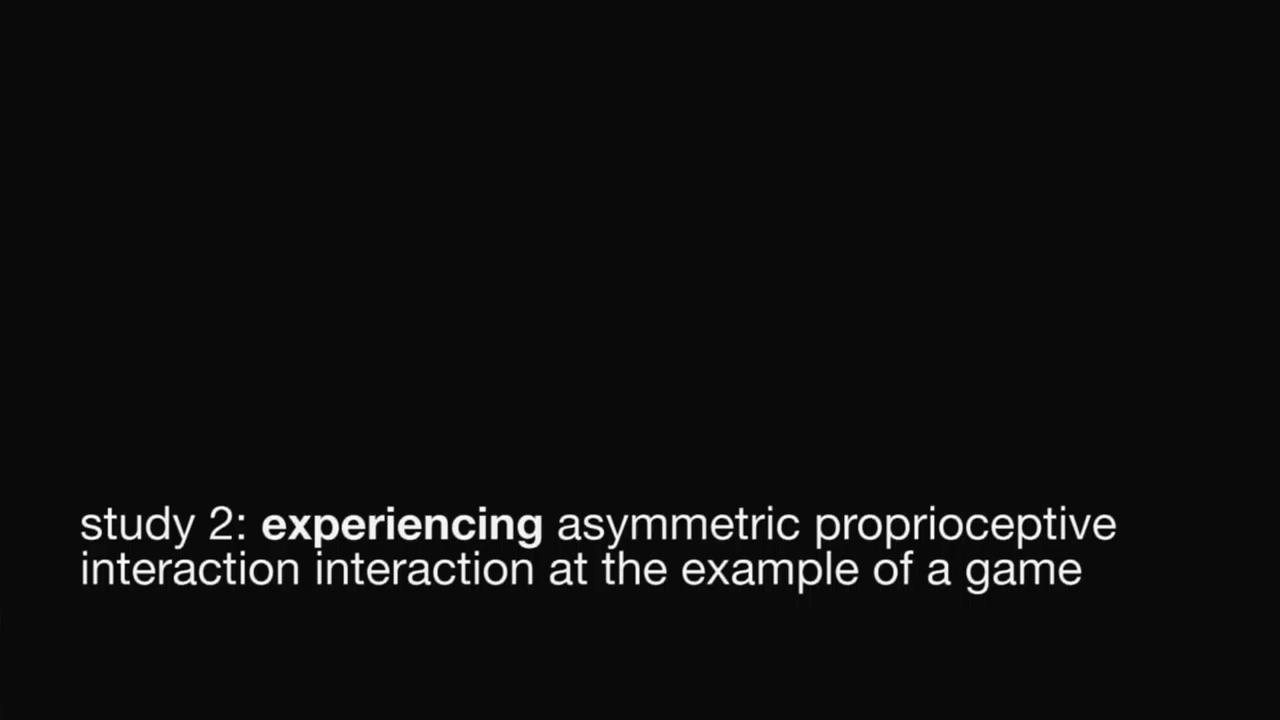 study 2: experiencing asymmetric proprioceptive
interaction interaction at the example of a game